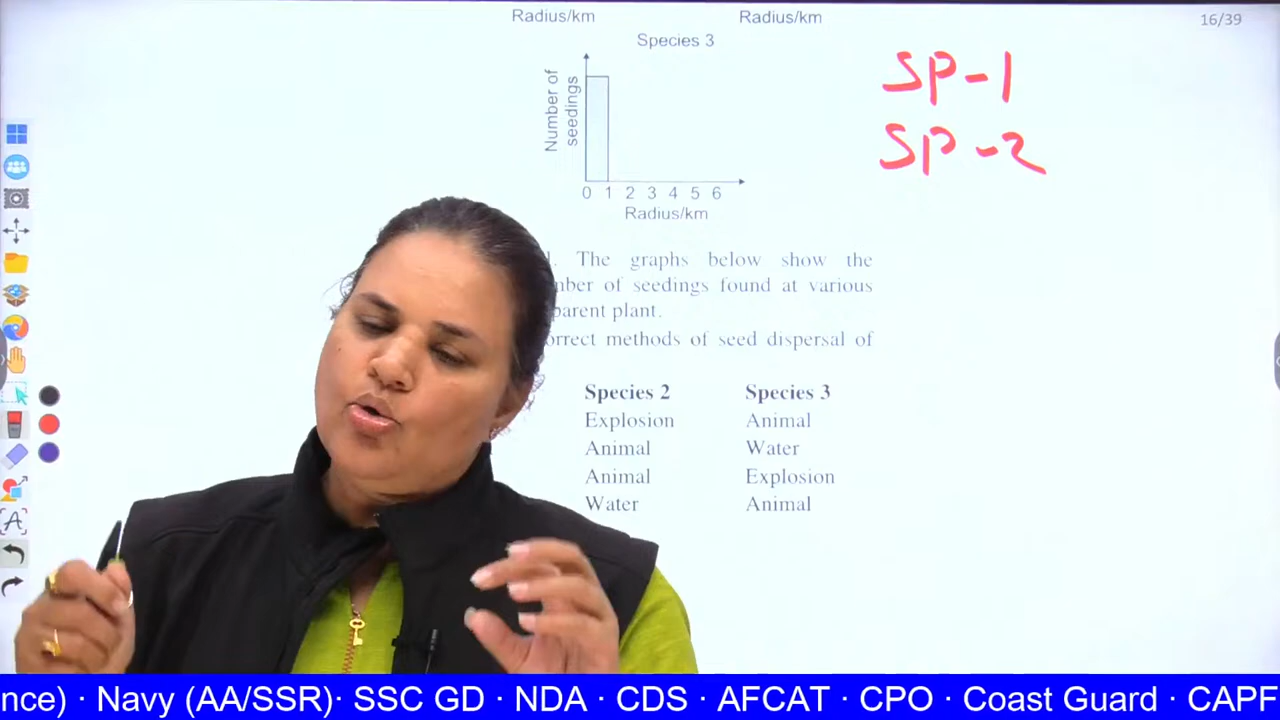 Radius/km Radius/km
16/39
Species 3
SP-1
SP-2
Number of
seedings
0 1 2 3 4 5 6
Radius/km
The graphs below show the
of seedings found at various
parent plant.
methods of seed dispersal of
Species 2 Species 3
Explosion Animal
Animal Water
Animal Explosion
Water Animal
nce) · Navy (AA/SSR)· SSC GD · NDA · CDS · AFCAT · CPO · Coast Guard · CAPF